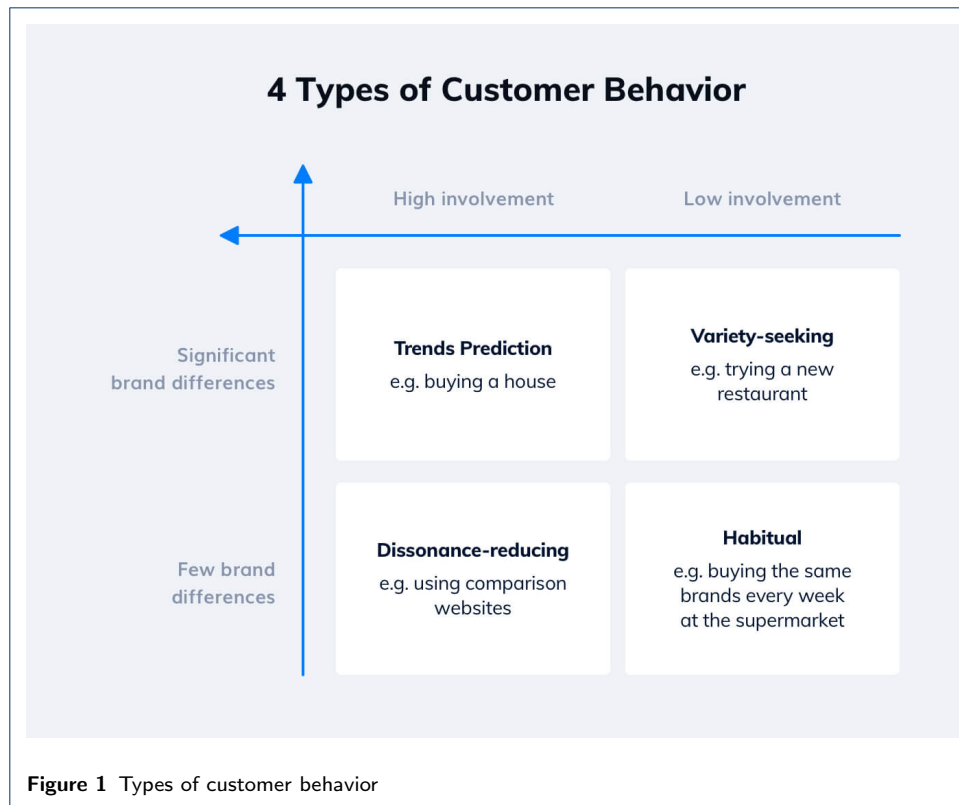 4 Types of Customer Behavior
High involvement
Low involvement
Significant
brand differences
Trends Prediction
e.g. buying a house
Variety-seeking
e.g. trying a new
restaurant
Few brand
differences
Dissonance-reducing
e.g. using comparison
websites
Habitual
e.g. buying the same
brands every week
at the supermarket
Figure 1 Types of customer behavior